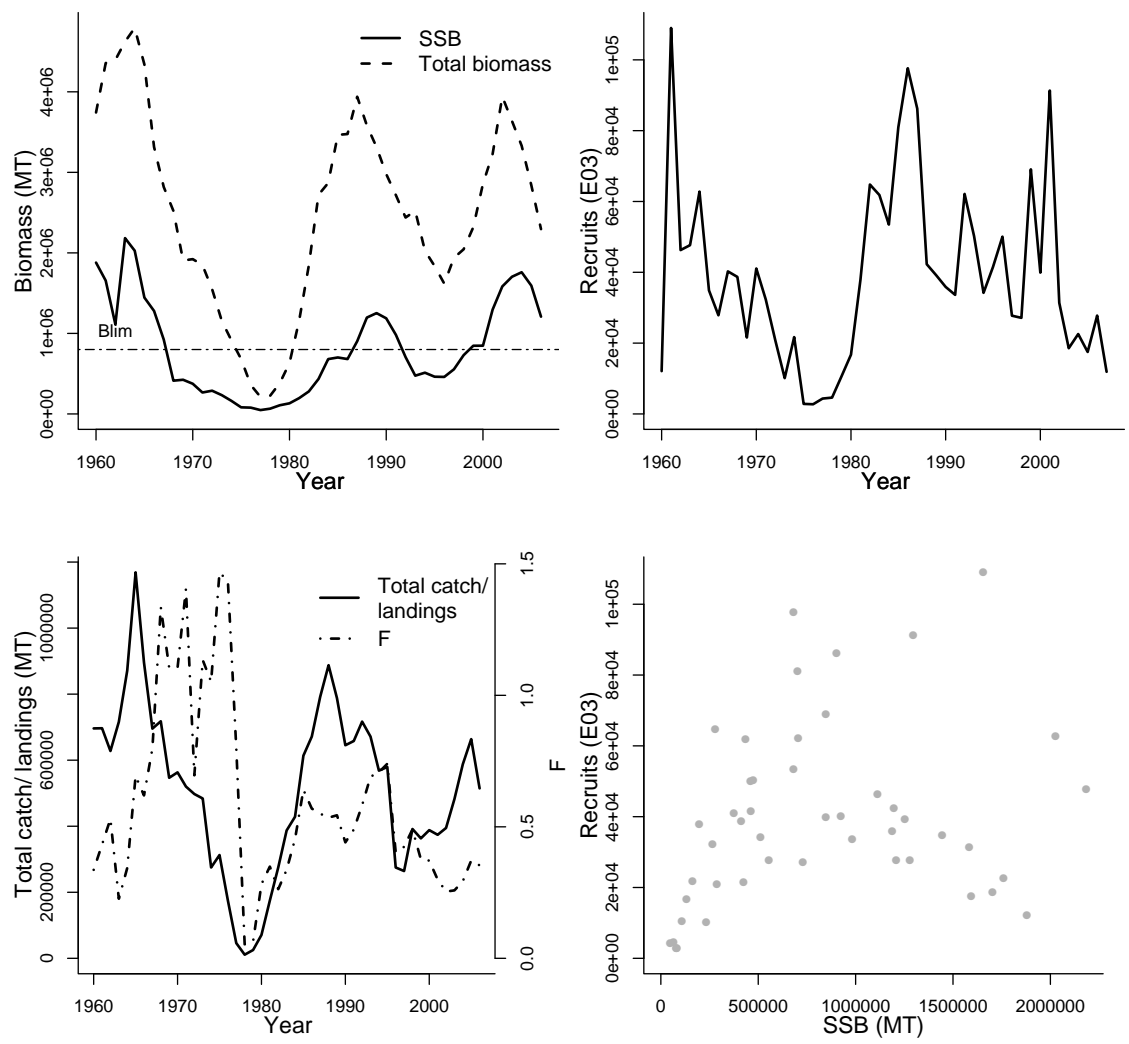 SSB
Total biomass
Blim
Biomass (MT)
0e+00 1e+06 2e+06 3e+06 4e+06
1960 1970 1980 1990 2000
Year
Recruits (E03)
0e+00 2e+04 4e+04 6e+04 8e+04 1e+05
1960 1970 1980 1990 2000
Year
Total catch/
landings
F
Total catch/ landings (MT)
0 200000 600000 1000000
0.0 0.5 1.0 1.5
F
1960 1970 1980 1990 2000
Year
Recruits (E03)
0e+00 2e+04 4e+04 6e+04 8e+04 1e+05
0 500000 1000000 1500000 2000000
SSB (MT)